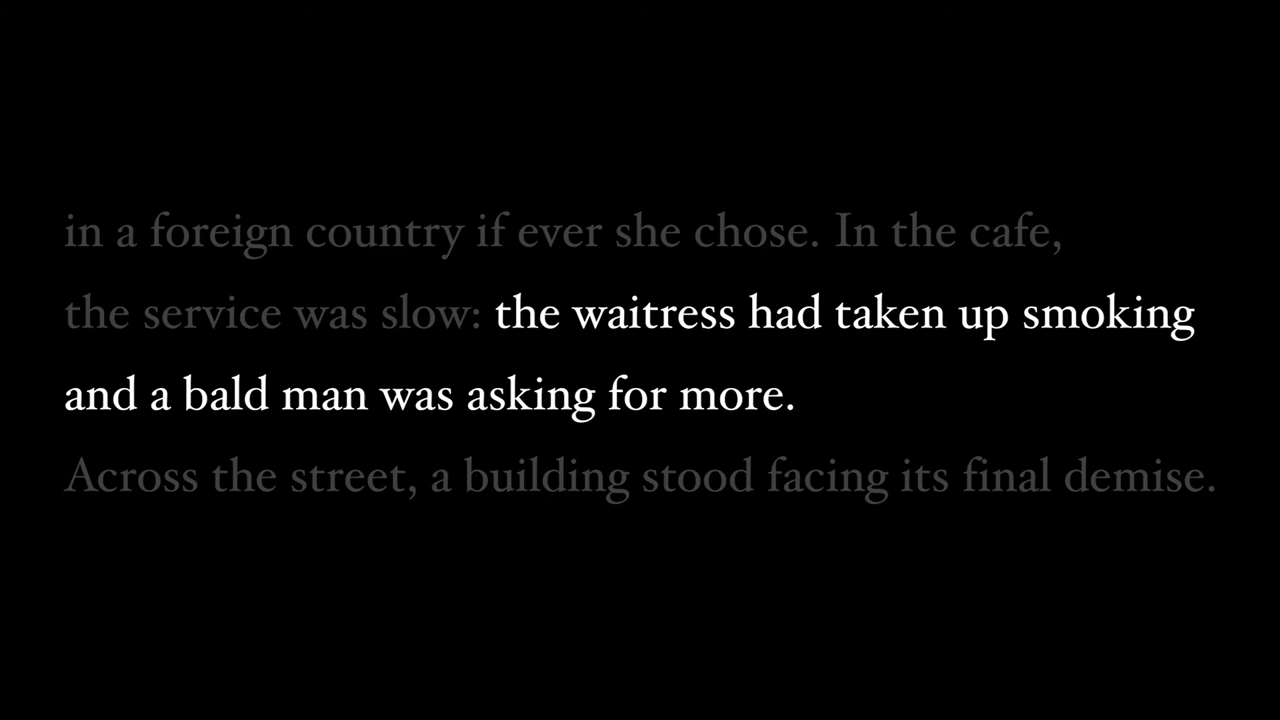 in a foreign country if ever she chose. In the cafe,
the service was slow: the waitress had taken up smoking
and a bald man was asking for more.
Across the street, a building stood facing its final demise.